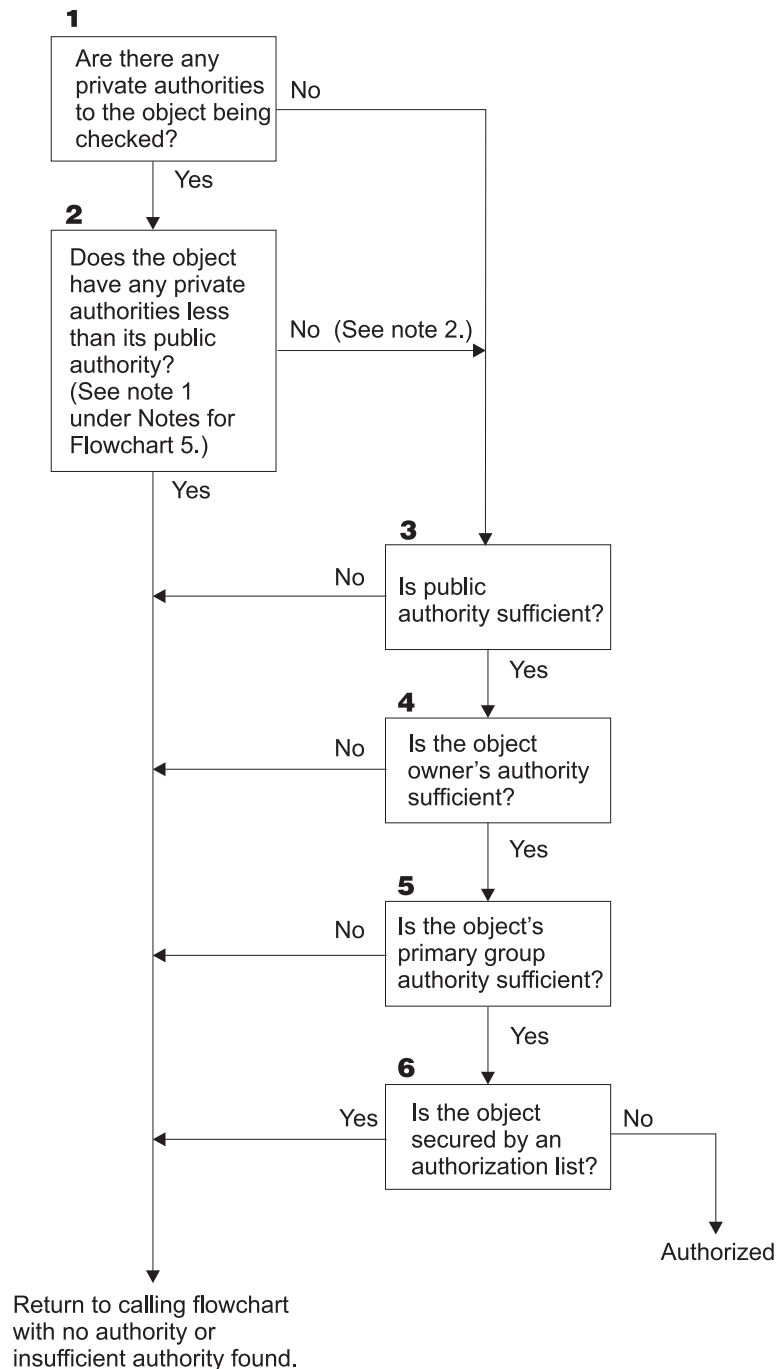 1
Are there any
private authorities
to the object being
checked?
No
Yes
2
Does the object
have any private
authorities less
than its public
authority?
(See note 1
under Notes for
Flowchart 5.)
No (See note 2.)
Yes
3
No
Is public
authority sufficient?
Yes
4
No
Is the object
owner's authority
sufficient?
Yes
5
No
Is the object's
primary group
authority sufficient?
Yes
6
Yes
Is the object
secured by an
authorization list?
No
Authorized
Return to calling flowchart
with no authority or
insufficient authority found.